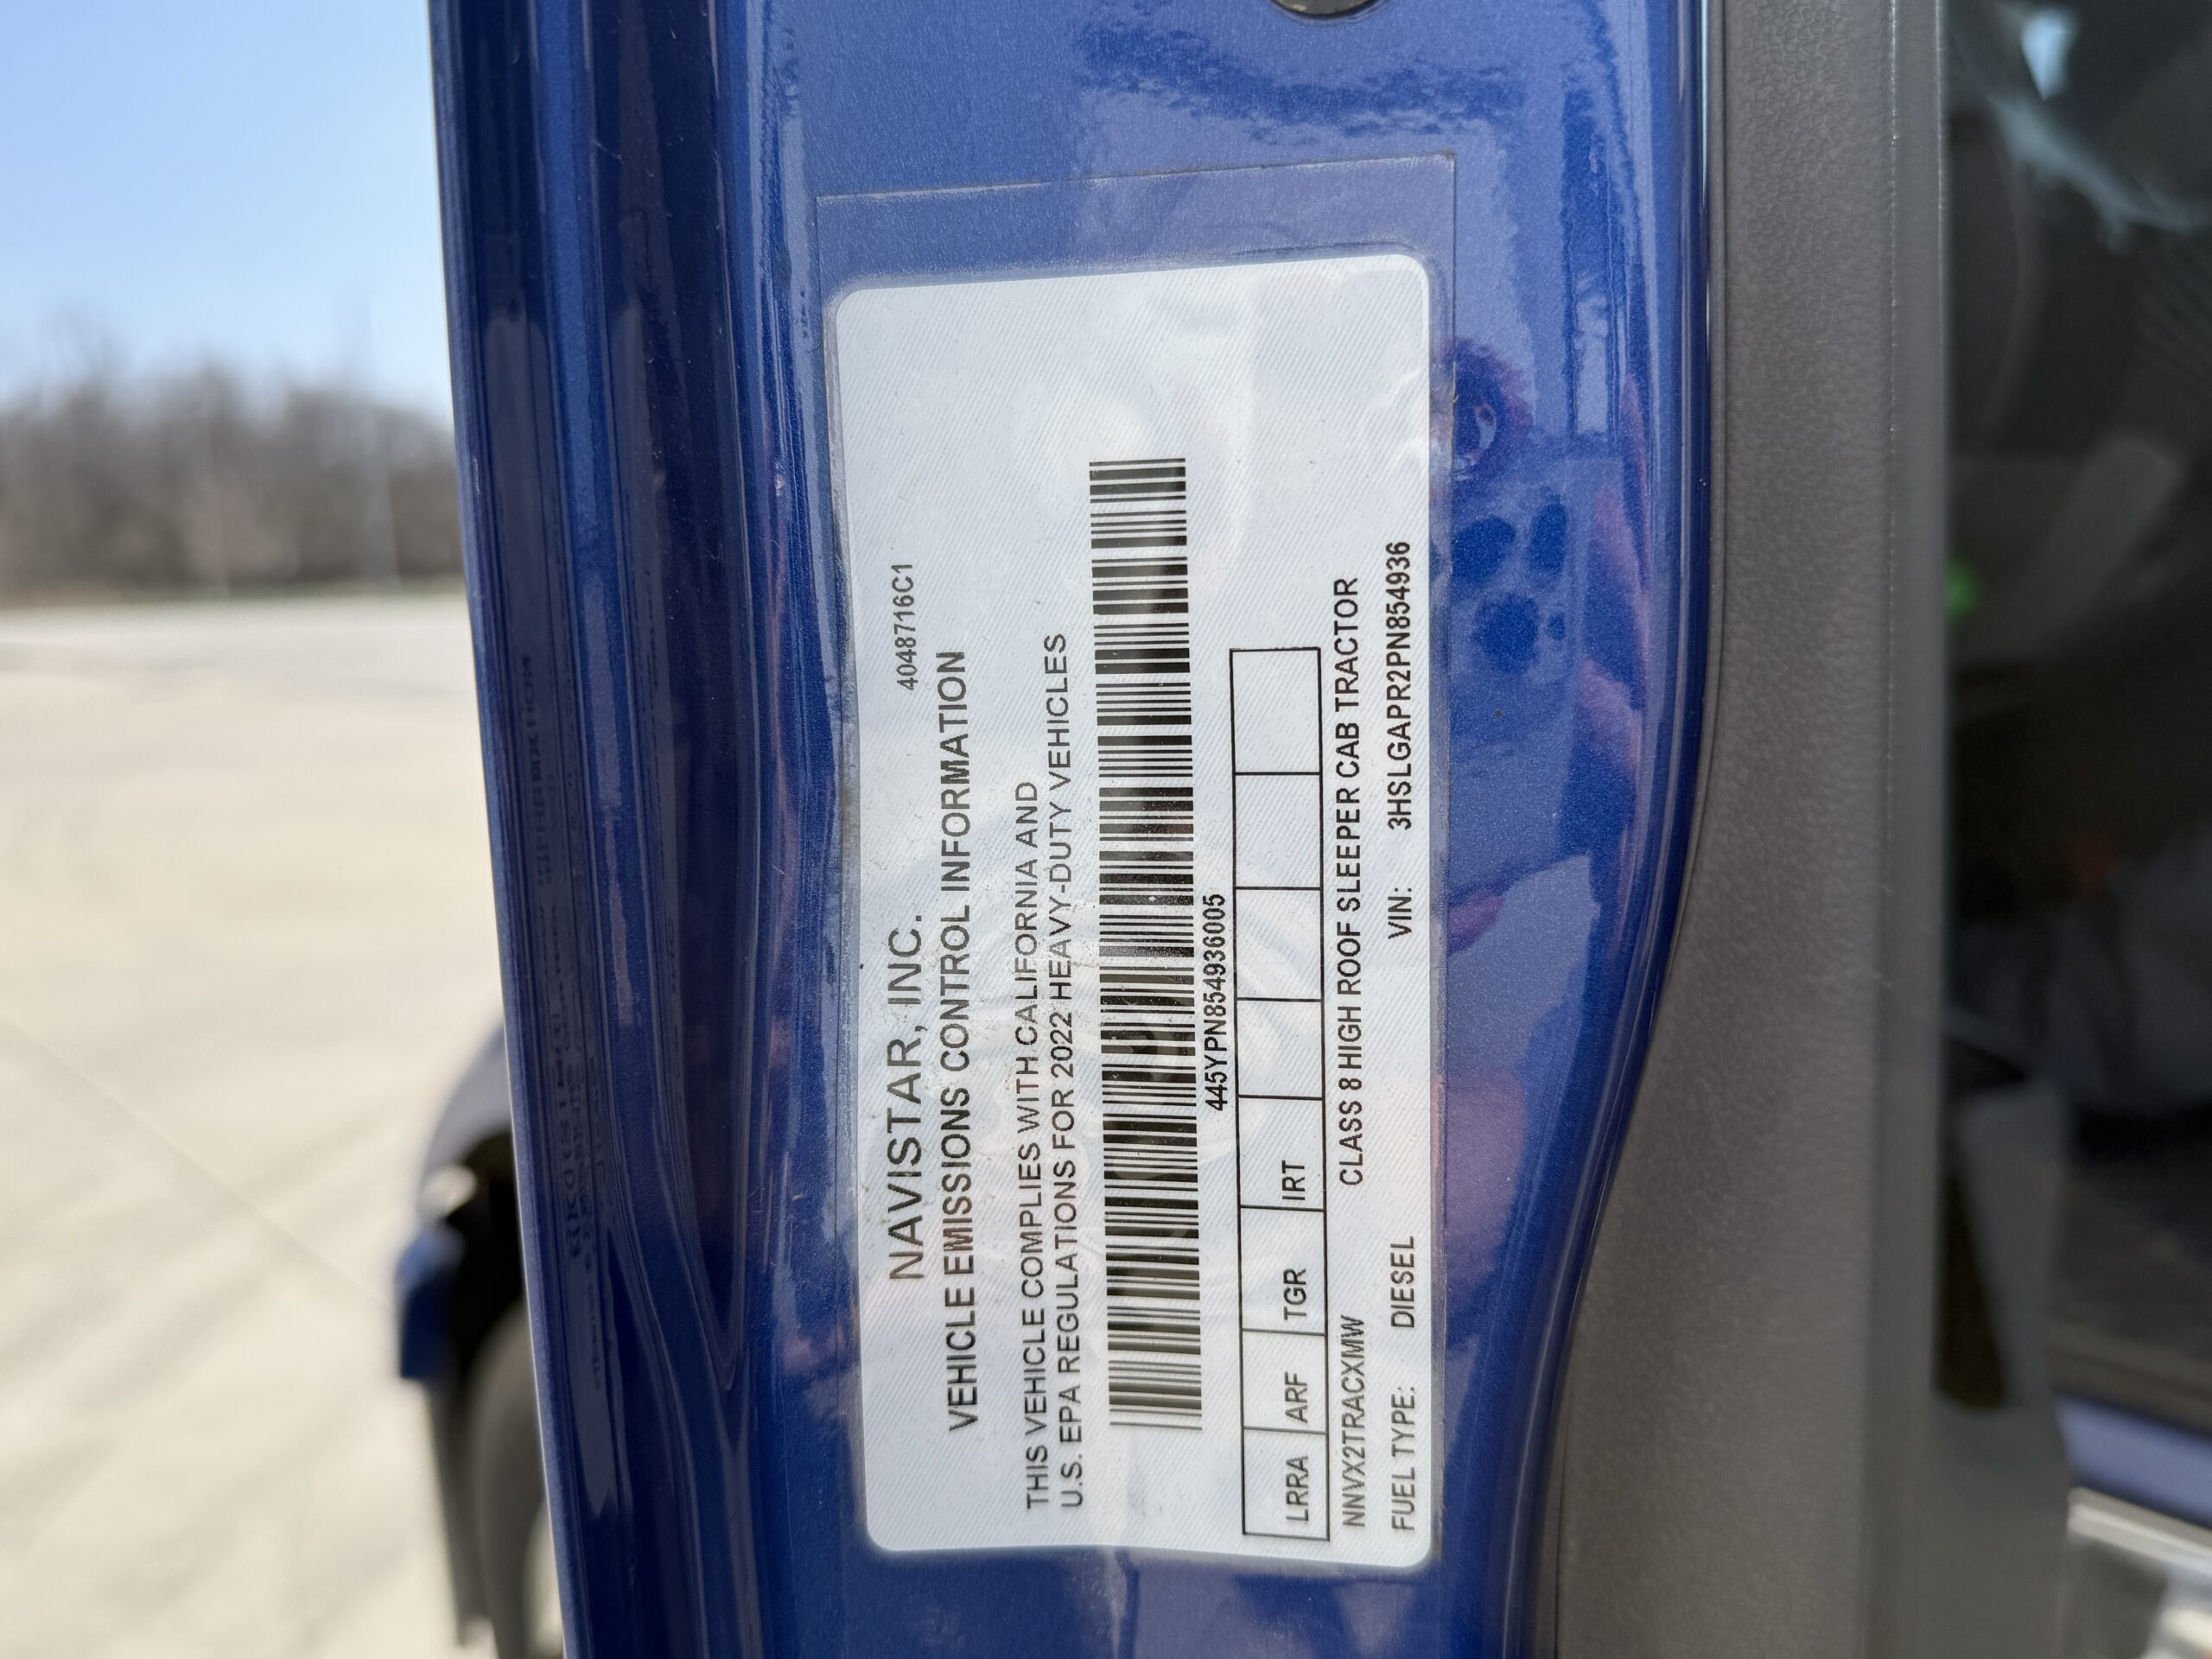 4048716C1
NAVISTAR, INC.
VEHICLE EMISSIONS CONTROL INFORMATION
THIS VEHICLE COMPLIES WITH CALIFORNIA AND
U.S. EPA REGULATIONS FOR 2022 HEAVY-DUTY VEHICLES
445YPN854936005
LRRA ARF TGR IRT
NNVX2TRACXMW CLASS 8 HIGH ROOF SLEEPER CAB TRACTOR
FUEL TYPE: DIESEL VIN: 3HSLGAPR2PN854936